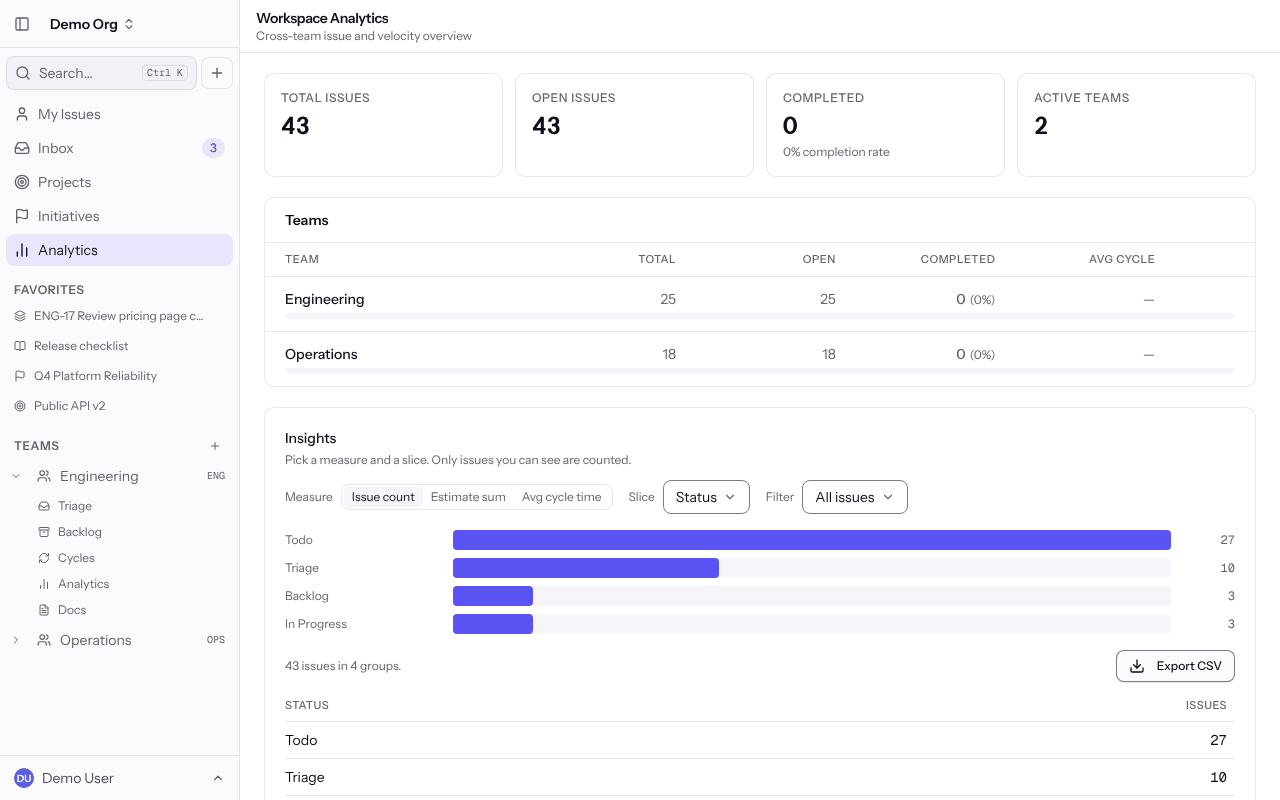 Demo Org
Search...
Ctrl K
My Issues
Inbox
3
Projects
Initiatives
Analytics
FAVORITES
ENG-17 Review pricing page c...
Release checklist
Q4 Platform Reliability
Public API v2
TEAMS
Engineering
ENG
Triage
Backlog
Cycles
Analytics
Docs
Operations
OPS
DU
Demo User
Workspace Analytics
Cross-team issue and velocity overview
TOTAL ISSUES
43
OPEN ISSUES
43
COMPLETED
0
0% completion rate
ACTIVE TEAMS
2
Teams
TEAM TOTAL OPEN COMPLETED AVG CYCLE
Engineering 25 25 0 (0%) —
Operations 18 18 0 (0%) —
Insights
Pick a measure and a slice. Only issues you can see are counted.
Measure Issue count Estimate sum Avg cycle time Slice Status Filter All issues
Todo 27
Triage 10
Backlog 3
In Progress 3
43 issues in 4 groups.
Export CSV
STATUS ISSUES
Todo 27
Triage 10